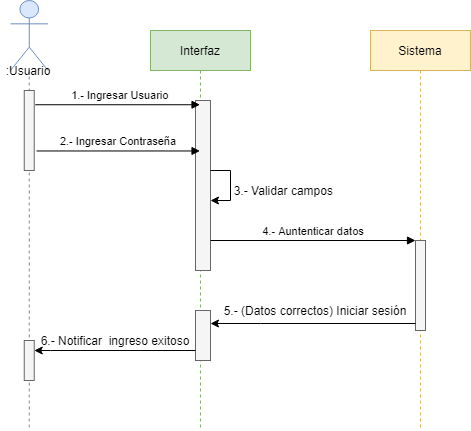 :Usuario
Interfaz
Sistema
1.- Ingresar Usuario
2.- Ingresar Contraseña
3.- Validar campos
4.- Auntenticar datos
5.- (Datos correctos) Iniciar sesión
6.- Notificar ingreso exitoso